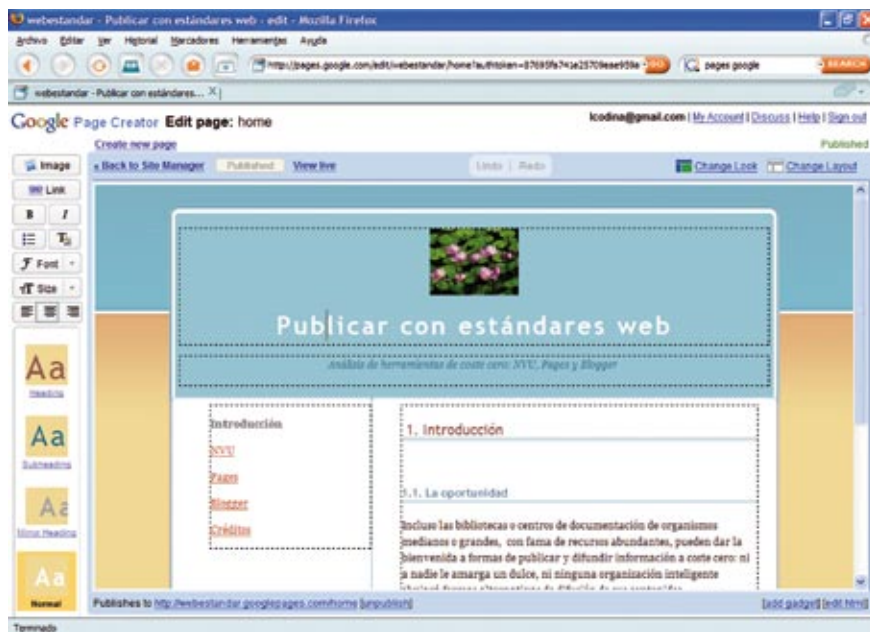 webestandar - Publicar con estándares web - edit - Mozilla Firefox
Archivo Editar Ver Historial Marcadores Herramientas Ayuda
pages google
SEARCH
webestandar - Publicar con estándares... X
Google Page Creator Edit page: home
lcodina@gmail.com | My Account | Discuss | Help | Sign out
Create new page
Published
Image
« Back to Site Manager Published View live Undo | Redo Change Look Change Layout
Link
B I
Font
Size
Publicar con estándares web
Análisis de herramientas de coste cero: NVU, Pages y Blogger
Aa
Heading
Aa
Subheading
Aa
Minor Heading
Aa
Normal
Introducción
NVU
Pages
Blogger
Créditos
1. Introducción
1.1. La oportunidad
Incluso las bibliotecas o centros de documentación de organismos
medianos o grandes, con fama de recursos abundantes, pueden dar la
bienvenida a formas de publicar y difundir información a coste cero: ni
a nadie le amarga un dulce, ni ninguna organización inteligente
Publishes to http://webestandar.googlepages.com/home [unpublish] [add gadget] [edit html]
Terminado